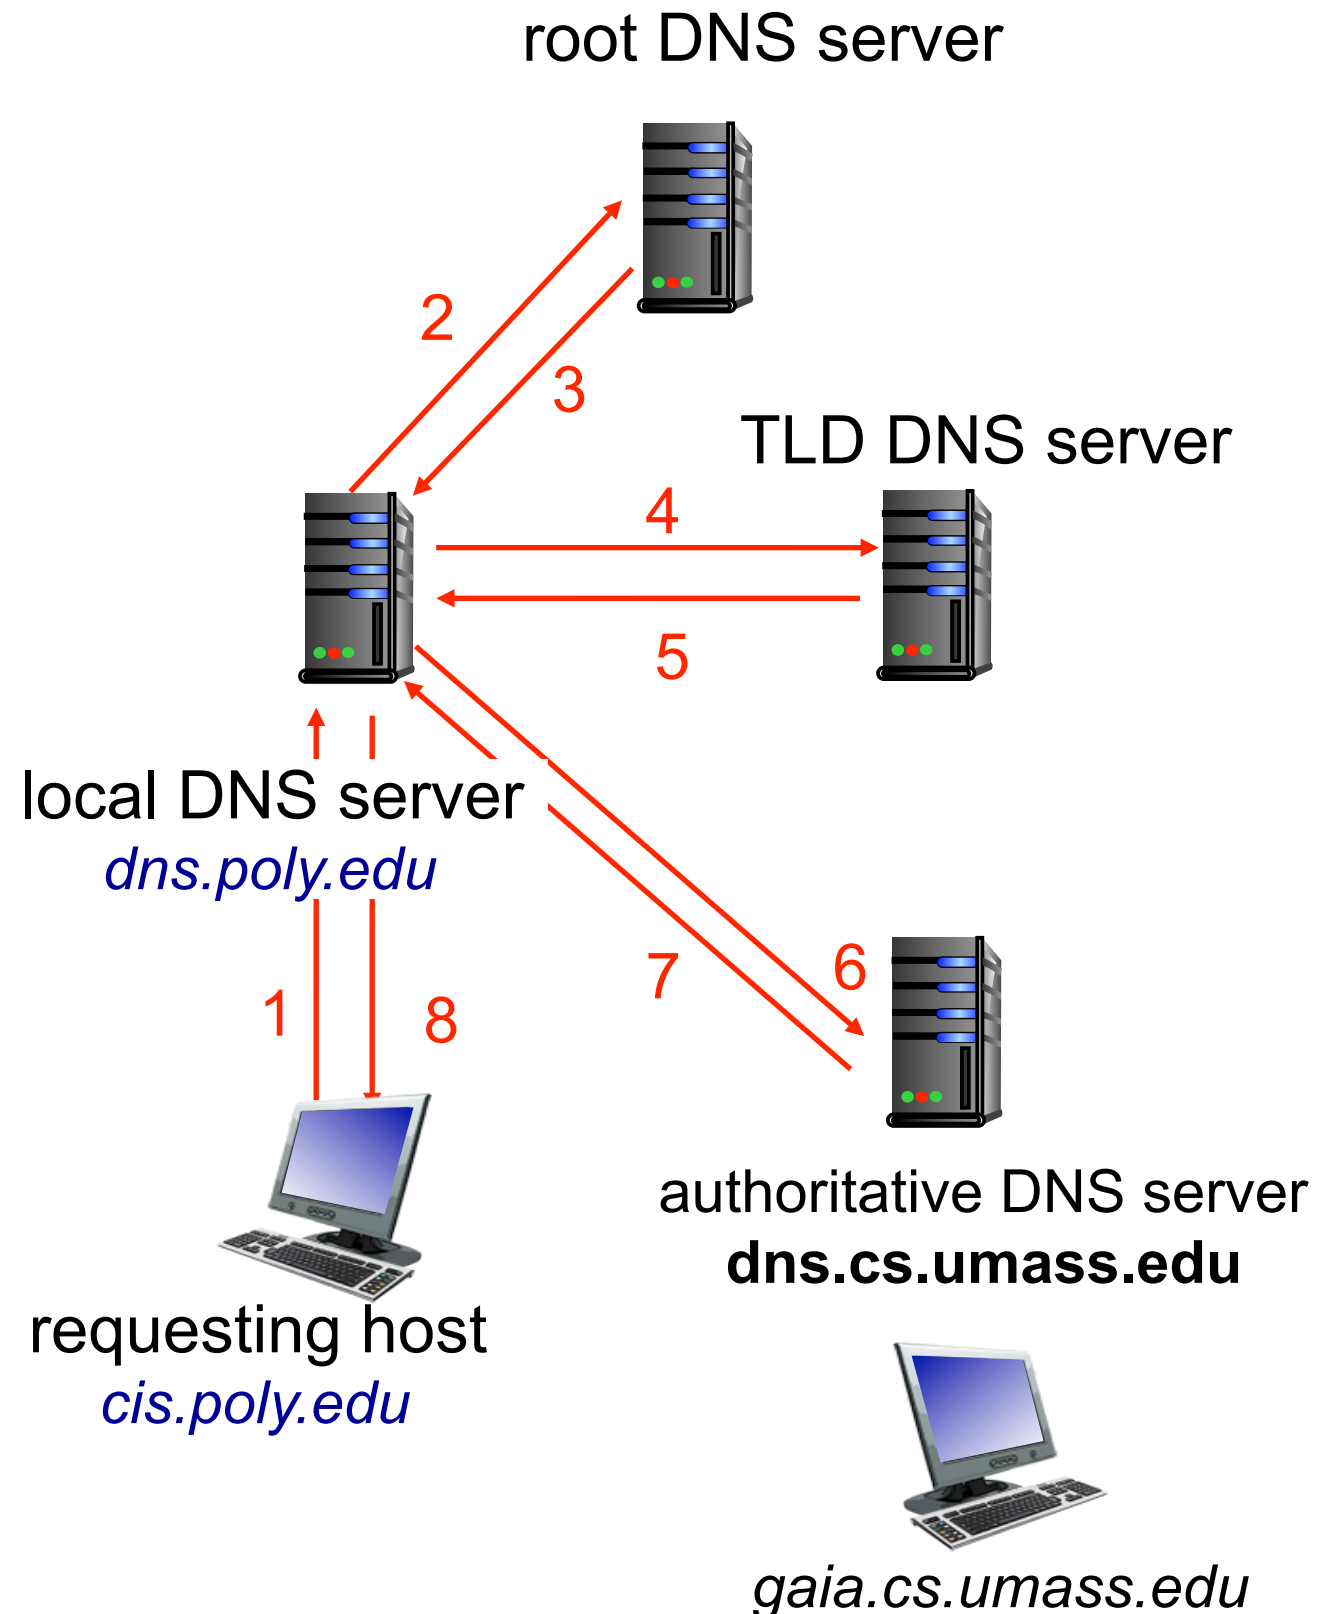 root DNS server
2
3
TLD DNS server
4
5
local DNS server
dns.poly.edu
1
8
7
6
authoritative DNS server
dns.cs.umass.edu
requesting host
cis.poly.edu
gaia.cs.umass.edu